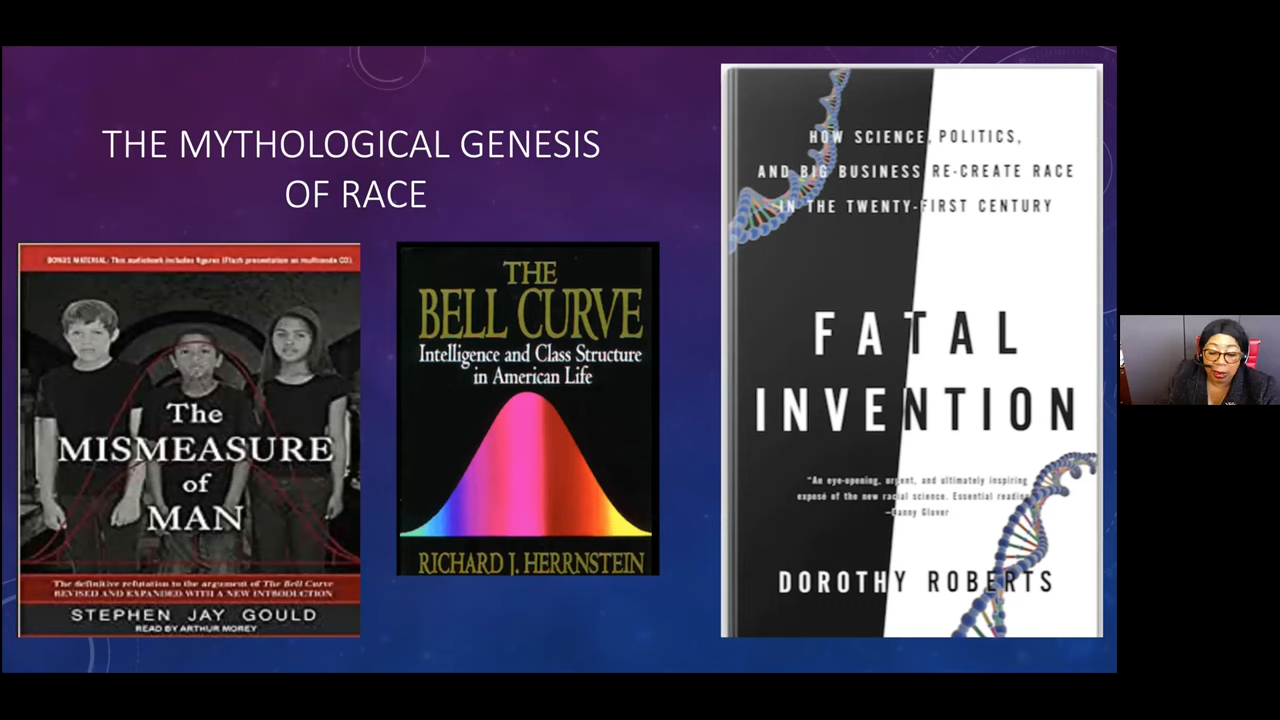 THE MYTHOLOGICAL GENESIS
OF RACE
BONUS MATERIAL: This audiobook includes figures (Flash presentation on multimode CD).
The
MISMEASURE
of
MAN
The definitive refutation to the argument of The Bell Curve
REVISED AND EXPANDED WITH A NEW INTRODUCTION
STEPHEN JAY GOULD
READ BY ARTHUR MOREY
THE
BELL CURVE
Intelligence and Class Structure
in American Life
RICHARD J. HERRNSTEIN
HOW SCIENCE, POLITICS,
AND BIG BUSINESS RE-CREATE RACE
IN THE TWENTY-FIRST CENTURY
FATAL
INVENTION
"An eye-opening, urgent, and ultimately inspiring
exposé of the new racial science. Essential reading."
—Danny Glover
DOROTHY ROBERTS